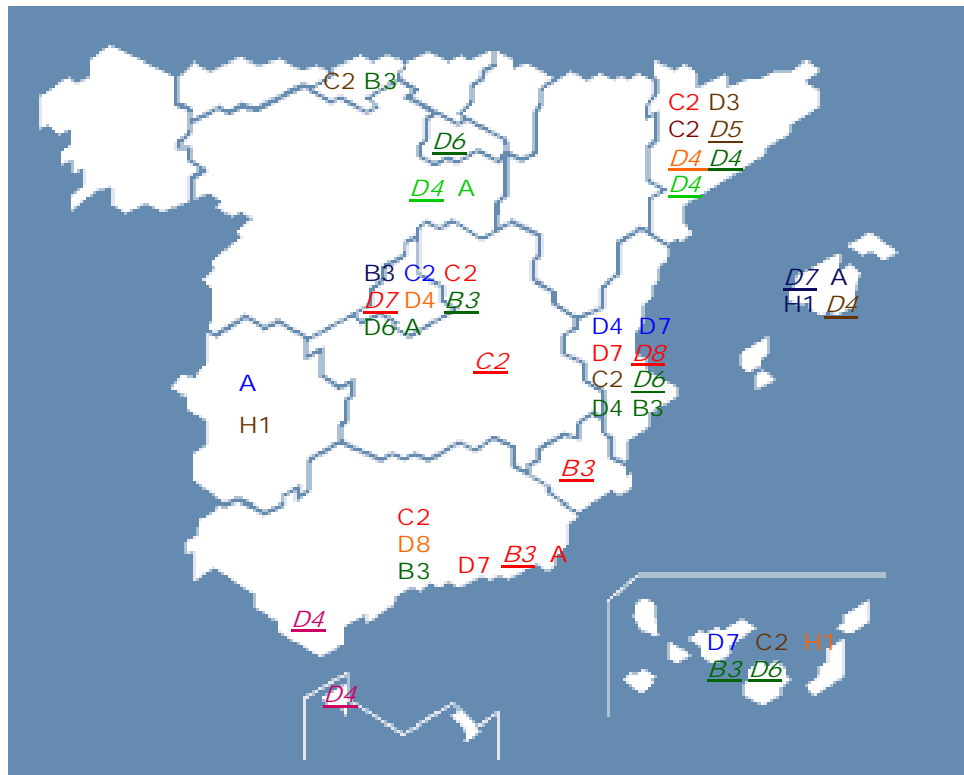 C2 B3
C2 D3
C2 D5
D4 D4
D4
D6
D4 A
B3 C2 C2
D7 D4 B3
D6 A
D7 A
H1 D4
D4 D7
D7 D8
C2 D6
D4 B3
C2
A
H1
B3
C2
D8
B3
D7 B3 A
D4
D4
D7 C2 H1
B3 D6